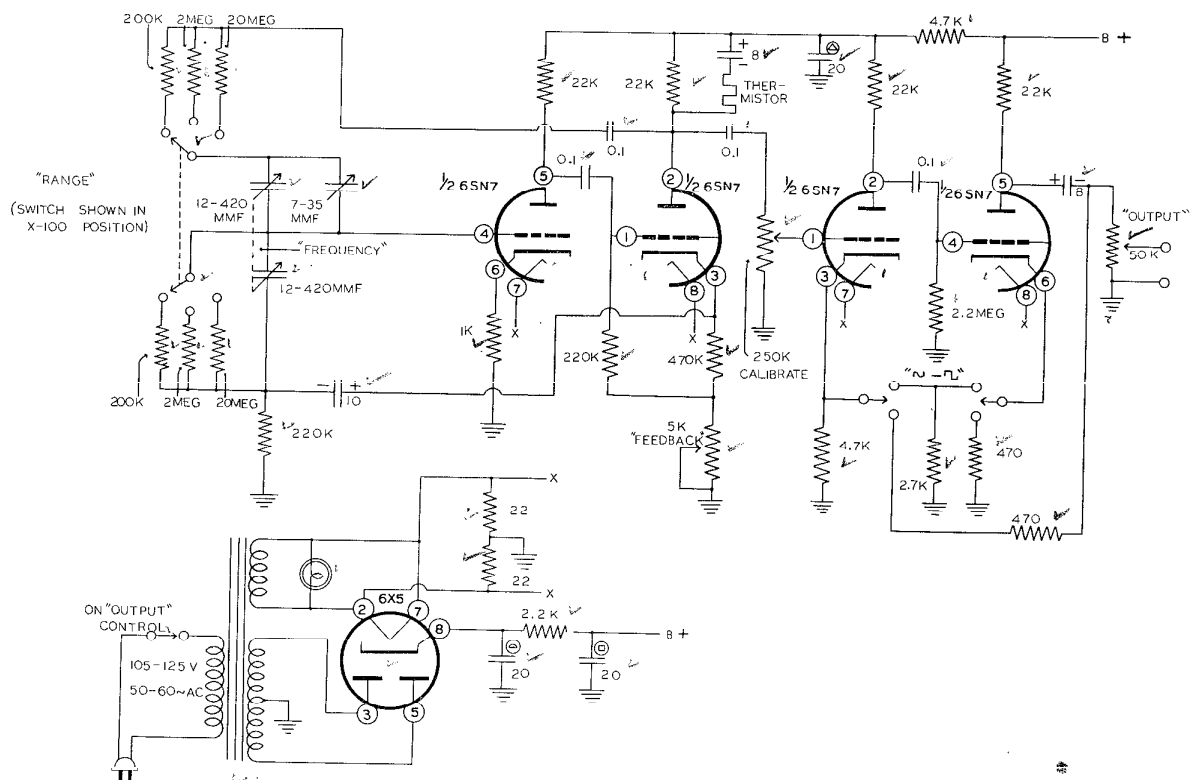 200K 2MEG 20MEG
4.7K
B +
+
8
-
20
22K
22K
THER-
MISTOR
22K
2.2K
0.1
0.1
0.1
0.1
"RANGE"
(SWITCH SHOWN IN
X-100 POSITION)
12-420
MMF
7-35
MMF
"FREQUENCY"
12-420MMF
5
1/2 6SN7
4
6
7
X
2
1/2 6SN7
1
3
8
X
2
1/2 6SN7
1
3
7
X
5
1/2 6SN7
4
6
8
X
+
-
8
"OUTPUT"
50K
1K
220K
470K
250K
CALIBRATE
2.2MEG
200K
2MEG
20MEG
- +
10
220K
5K
"FEEDBACK"
4.7K
2.7K
470
470
X
22
22
X
ON "OUTPUT"
CONTROL
105-125 V
50-60~AC
6X5
2
7
8
3
5
2.2K
B +
20
20